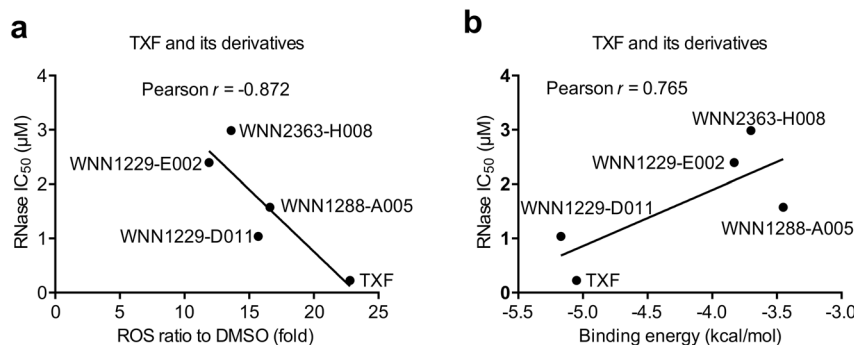 a
TXF and its derivatives
Pearson r = -0.872
RNase IC50 (µM)
4
3
2
1
0
WNN2363-H008
WNN1229-E002
WNN1288-A005
WNN1229-D011
TXF
0 5 10 15 20 25
ROS ratio to DMSO (fold)
b
TXF and its derivatives
Pearson r = 0.765
RNase IC50 (µM)
4
3
2
1
0
WNN2363-H008
WNN1229-E002
WNN1229-D011
WNN1288-A005
TXF
-5.5 -5.0 -4.5 -4.0 -3.5 -3.0
Binding energy (kcal/mol)